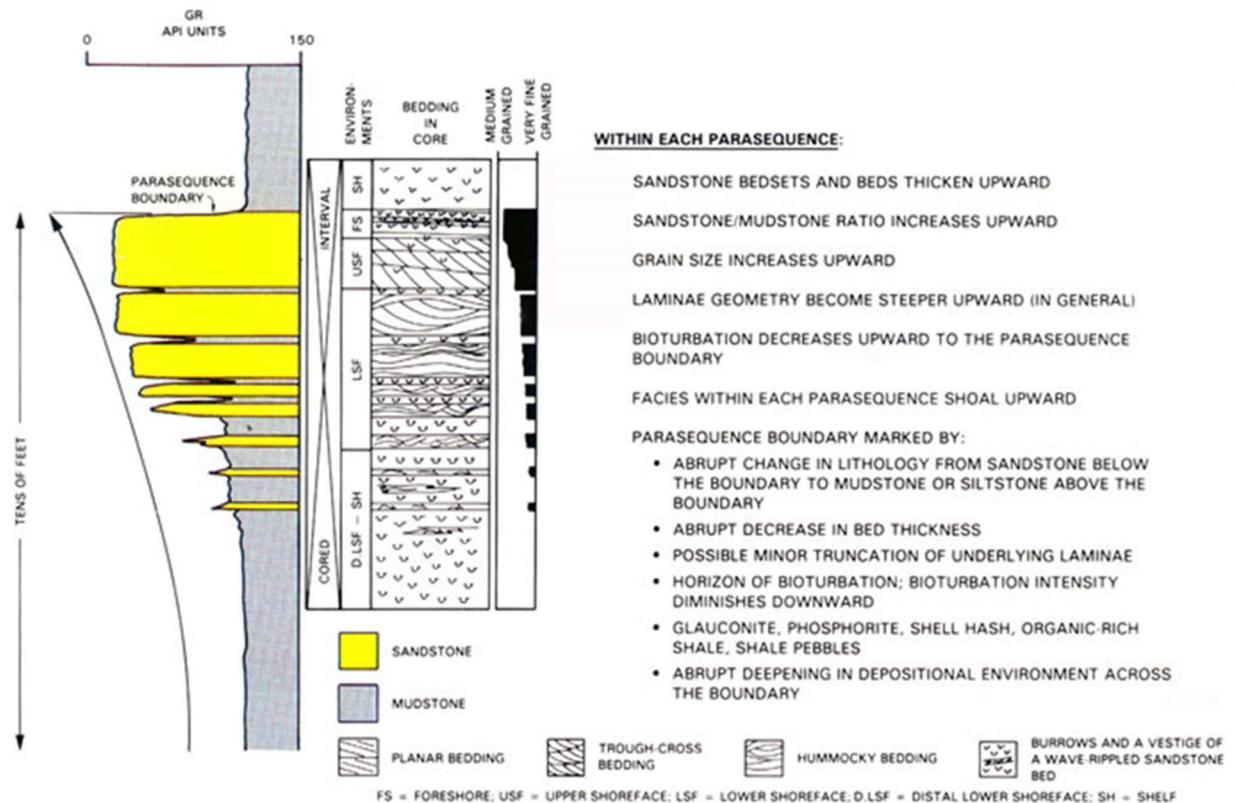 GR
API UNITS
0
150
ENVIRON-
MENTS
BEDDING
IN
CORE
MEDIUM
GRAINED
VERY FINE
GRAINED
PARASEQUENCE
BOUNDARY
TENS OF FEET
INTERVAL
CORED
SH
FS
USF
LSF
D.LSF – SH
SANDSTONE
MUDSTONE
WITHIN EACH PARASEQUENCE:
SANDSTONE BEDSETS AND BEDS THICKEN UPWARD
SANDSTONE/MUDSTONE RATIO INCREASES UPWARD
GRAIN SIZE INCREASES UPWARD
LAMINAE GEOMETRY BECOME STEEPER UPWARD (IN GENERAL)
BIOTURBATION DECREASES UPWARD TO THE PARASEQUENCE
BOUNDARY
FACIES WITHIN EACH PARASEQUENCE SHOAL UPWARD
PARASEQUENCE BOUNDARY MARKED BY:
• ABRUPT CHANGE IN LITHOLOGY FROM SANDSTONE BELOW
THE BOUNDARY TO MUDSTONE OR SILTSTONE ABOVE THE
BOUNDARY
• ABRUPT DECREASE IN BED THICKNESS
• POSSIBLE MINOR TRUNCATION OF UNDERLYING LAMINAE
• HORIZON OF BIOTURBATION; BIOTURBATION INTENSITY
DIMINISHES DOWNWARD
• GLAUCONITE, PHOSPHORITE, SHELL HASH, ORGANIC-RICH
SHALE, SHALE PEBBLES
• ABRUPT DEEPENING IN DEPOSITIONAL ENVIRONMENT ACROSS
THE BOUNDARY
PLANAR BEDDING
TROUGH-CROSS
BEDDING
HUMMOCKY BEDDING
BURROWS AND A VESTIGE OF
A WAVE-RIPPLED SANDSTONE
BED
FS = FORESHORE; USF = UPPER SHOREFACE; LSF = LOWER SHOREFACE; D.LSF = DISTAL LOWER SHOREFACE; SH = SHELF